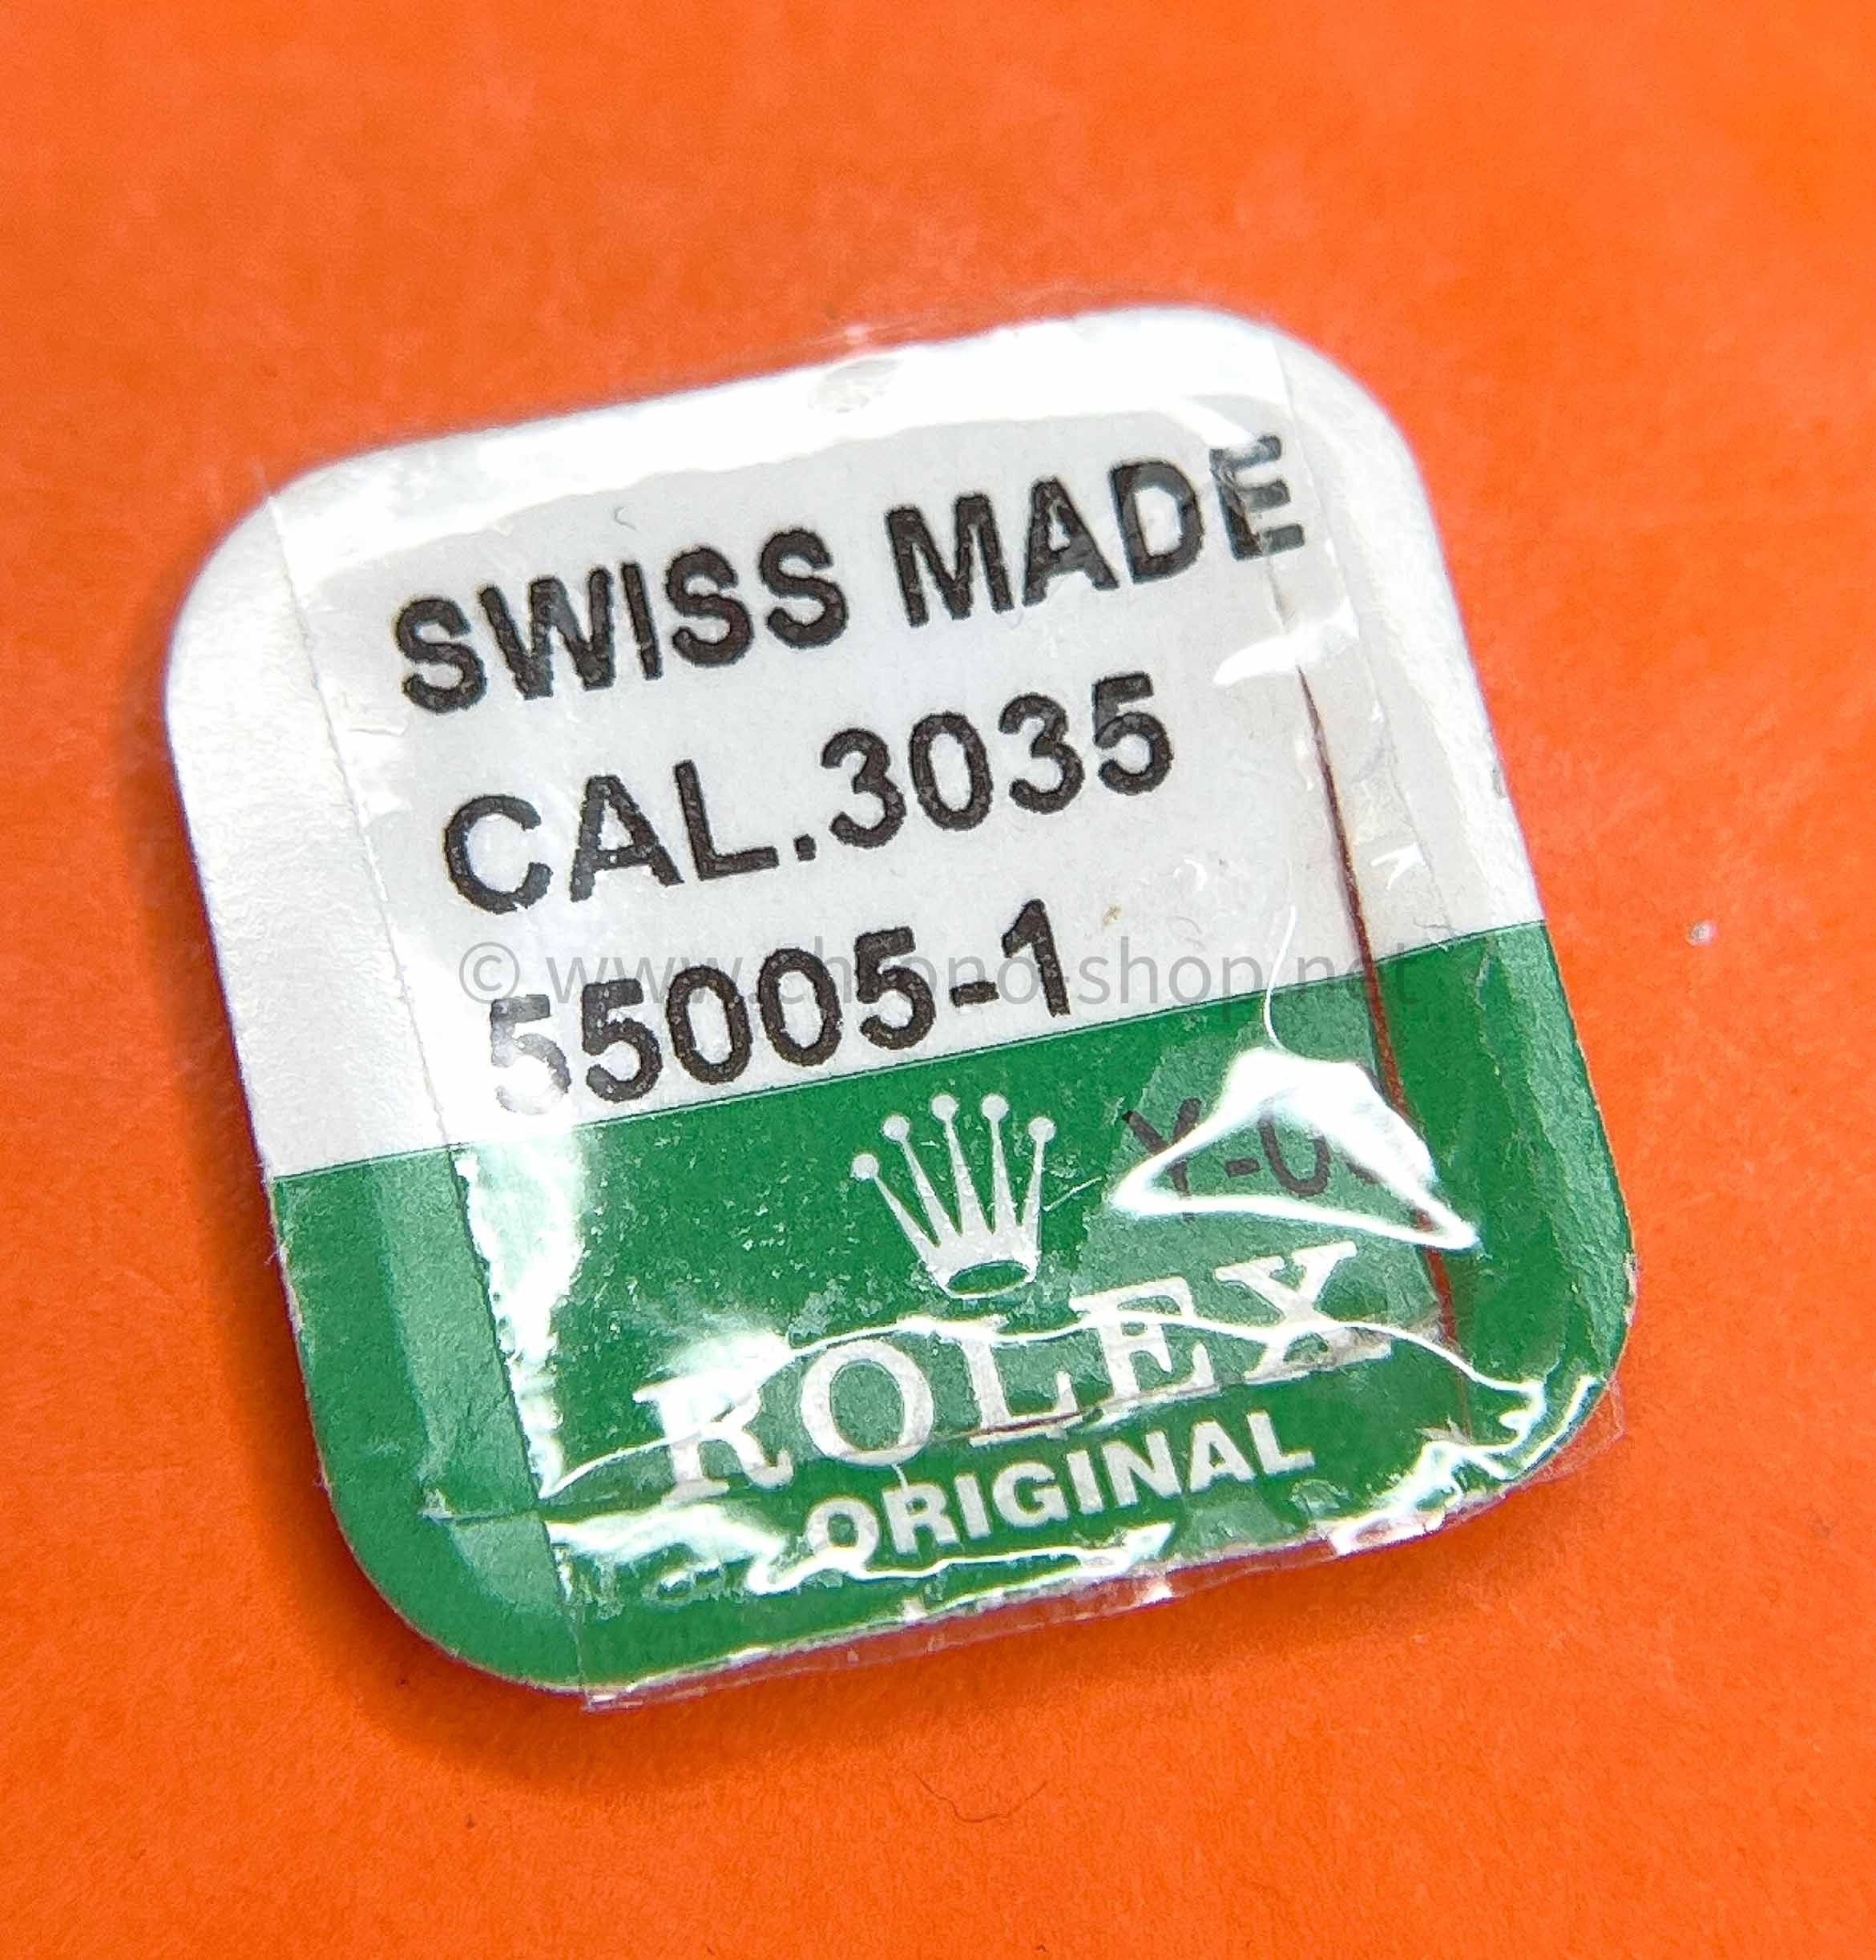 SWISS MADE
CAL.3035
55005-1
© www.chrono-shop.net
ROLEX
ORIGINAL